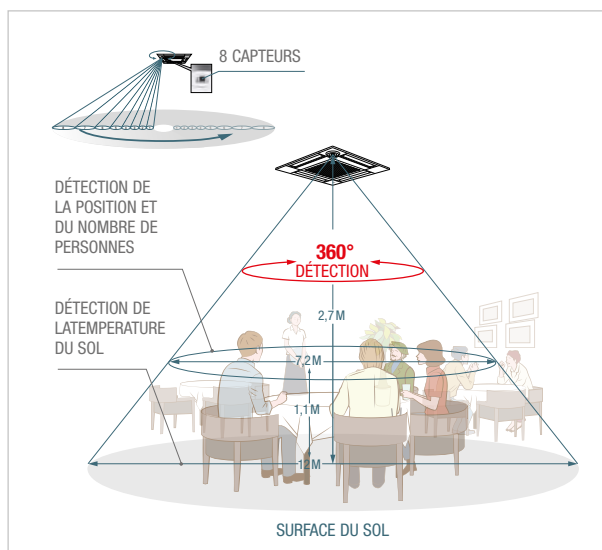 8 CAPTEURS
DÉTECTION DE
LA POSITION ET
DU NOMBRE DE
PERSONNES
360°
DÉTECTION
DÉTECTION DE
LATEMPERATURE
DU SOL
2,7M
7,2M
1,1M
12M
SURFACE DU SOL